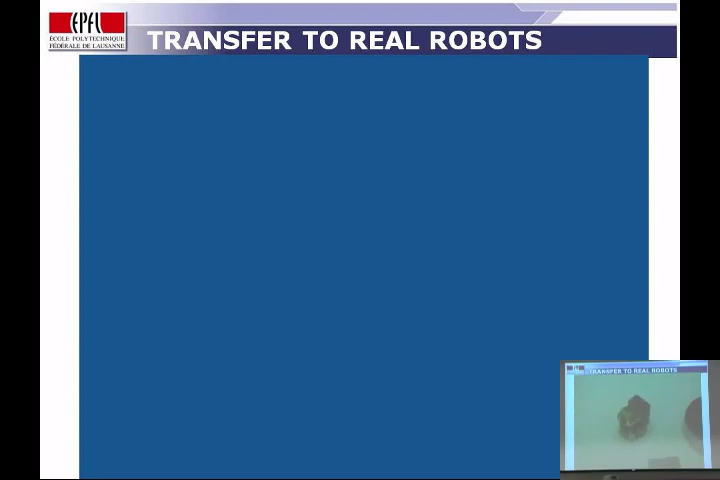 EPFL
ÉCOLE POLYTECHNIQUE
FÉDÉRALE DE LAUSANNE
TRANSFER TO REAL ROBOTS
TRANSFER TO REAL ROBOTS